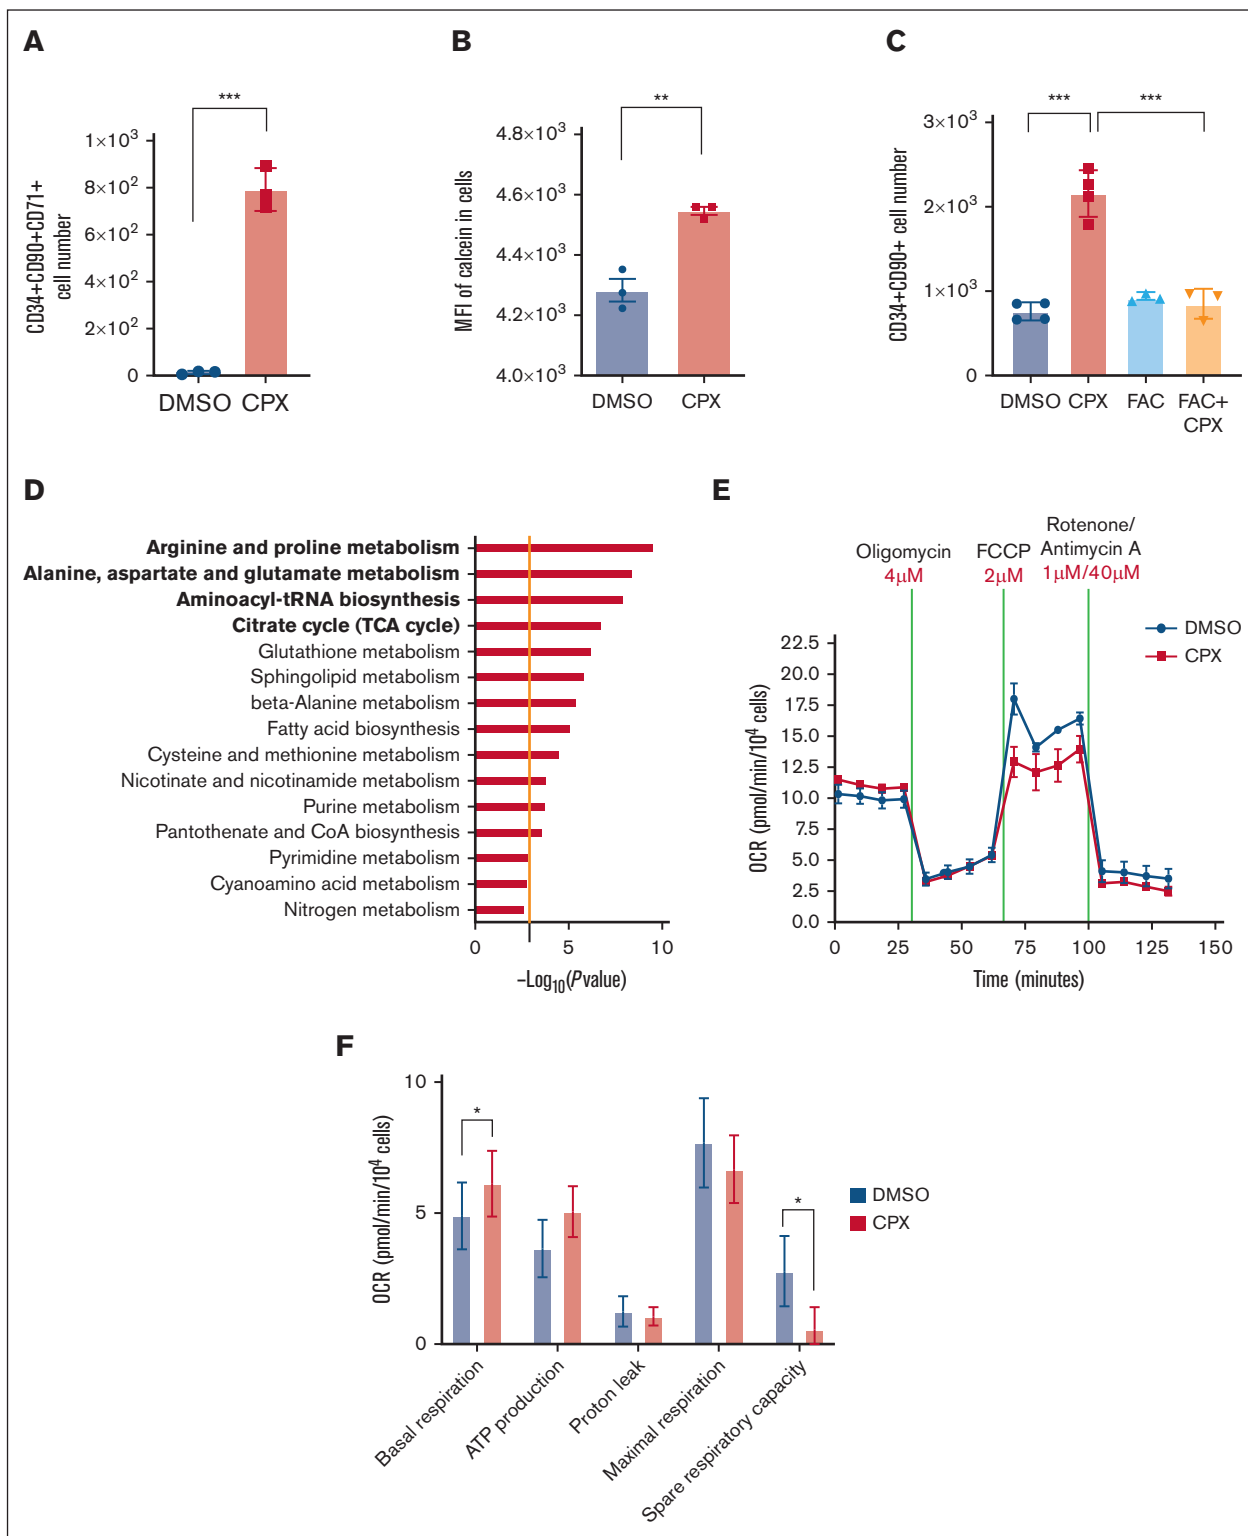 A
***
1×10³
8×10²
6×10²
4×10²
2×10²
0
CD34+CD90+CD71+
cell number
DMSO CPX
B
**
4.8×10³
4.6×10³
4.4×10³
4.2×10³
4.0×10³
MFI of calcein in cells
DMSO CPX
C
*** ***
3×10³
2×10³
1×10³
0
CD34+CD90+ cell number
DMSO CPX FAC FAC+
CPX
D
Arginine and proline metabolism
Alanine, aspartate and glutamate metabolism
Aminoacyl-tRNA biosynthesis
Citrate cycle (TCA cycle)
Glutathione metabolism
Sphingolipid metabolism
beta-Alanine metabolism
Fatty acid biosynthesis
Cysteine and methionine metabolism
Nicotinate and nicotinamide metabolism
Purine metabolism
Pantothenate and CoA biosynthesis
Pyrimidine metabolism
Cyanoamino acid metabolism
Nitrogen metabolism
0 5 10
–Log₁₀(Pvalue)
E
Oligomycin
4μM
FCCP
2μM
Rotenone/
Antimycin A
1μM/40μM
DMSO
CPX
22.5
20.0
17.5
15.0
12.5
10.0
7.5
5.0
2.5
0.0
OCR (pmol/min/10⁴ cells)
0 25 50 75 100 125 150
Time (minutes)
F
10
5
0
OCR (pmol/min/10⁴ cells)
*
*
DMSO
CPX
Basal respiration
ATP production
Proton leak
Maximal respiration
Spare respiratory capacity